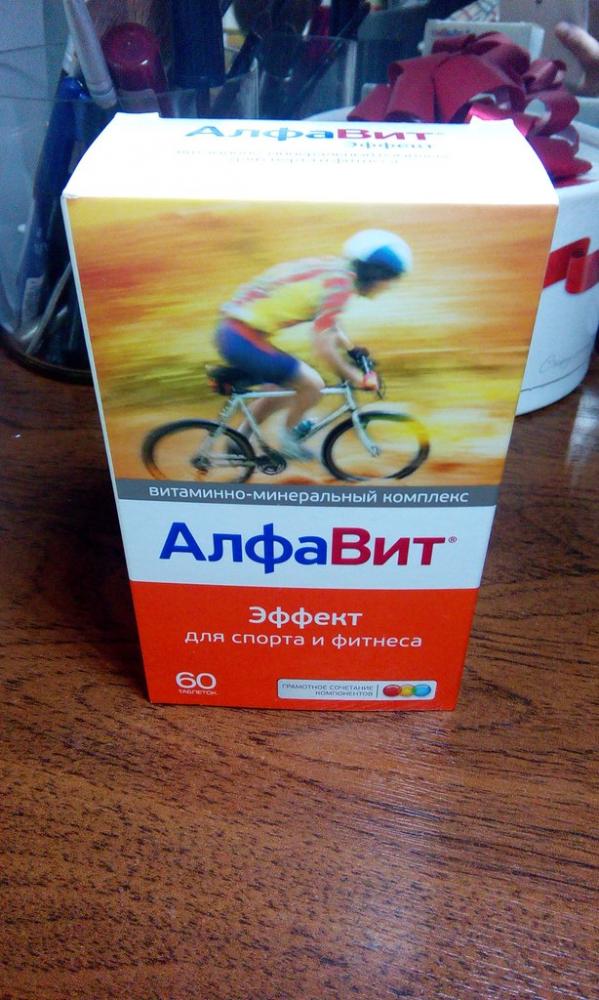 АлфаВит®
Эффект
витаминно-минеральный комплекс
АлфаВит®
Эффект
для спорта и фитнеса
60
ТАБЛЕТОК
ГРАМОТНОЕ СОЧЕТАНИЕ
КОМПОНЕНТОВ